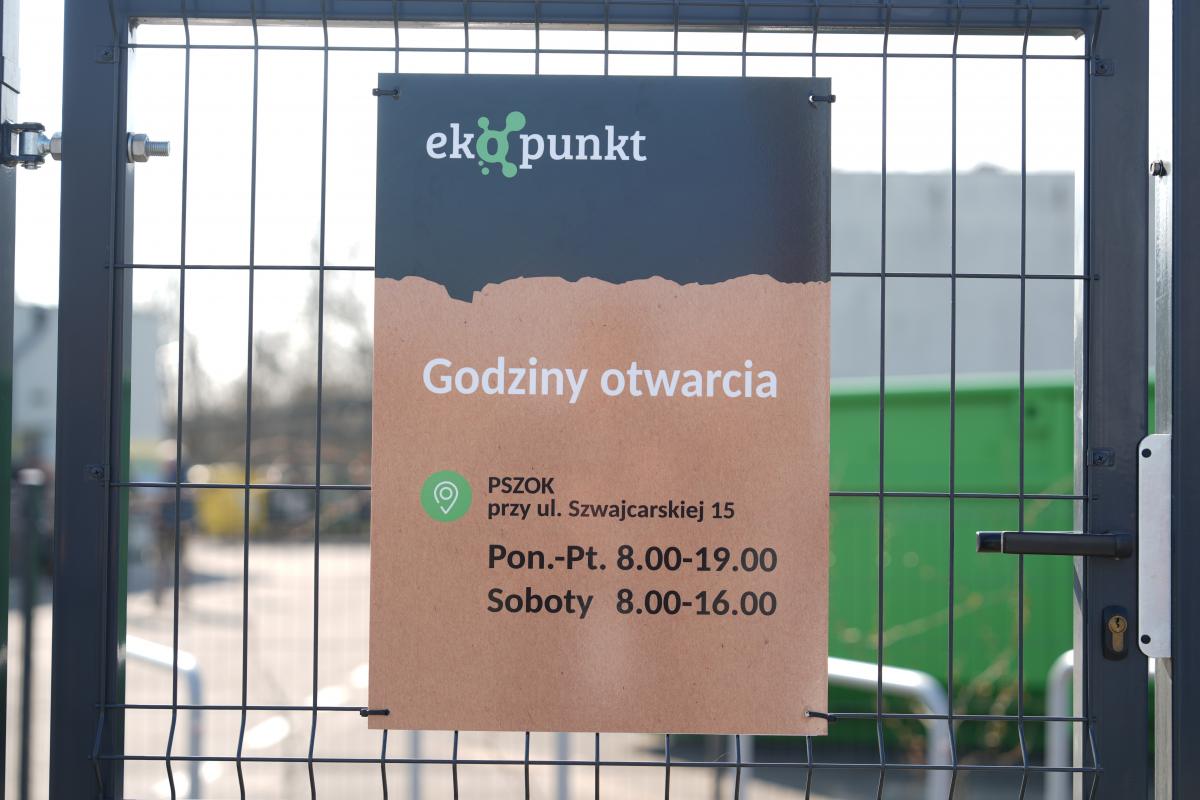 ekopunkt
Godziny otwarcia
PSZOK
przy ul. Szwajcarskiej 15
Pon.-Pt. 8.00-19.00
Soboty 8.00-16.00